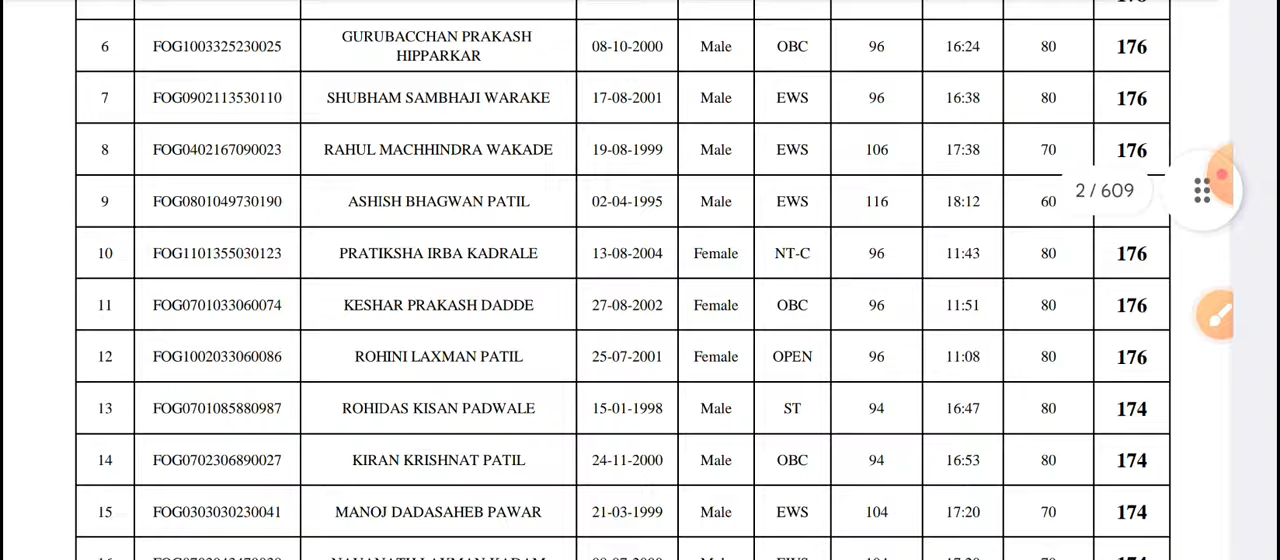 6 FOG1003325230025 GURUBACCHAN PRAKASH HIPPARKAR 08-10-2000 Male OBC 96 16:24 80 176
7 FOG0902113530110 SHUBHAM SAMBHAJI WARAKE 17-08-2001 Male EWS 96 16:38 80 176
8 FOG0402167090023 RAHUL MACHHINDRA WAKADE 19-08-1999 Male EWS 106 17:38 70 176
2 / 609
9 FOG0801049730190 ASHISH BHAGWAN PATIL 02-04-1995 Male EWS 116 18:12 60
10 FOG1101355030123 PRATIKSHA IRBA KADRALE 13-08-2004 Female NT-C 96 11:43 80 176
11 FOG0701033060074 KESHAR PRAKASH DADDE 27-08-2002 Female OBC 96 11:51 80 176
12 FOG1002033060086 ROHINI LAXMAN PATIL 25-07-2001 Female OPEN 96 11:08 80 176
13 FOG0701085880987 ROHIDAS KISAN PADWALE 15-01-1998 Male ST 94 16:47 80 174
14 FOG0702306890027 KIRAN KRISHNAT PATIL 24-11-2000 Male OBC 94 16:53 80 174
15 FOG0303030230041 MANOJ DADASAHEB PAWAR 21-03-1999 Male EWS 104 17:20 70 174